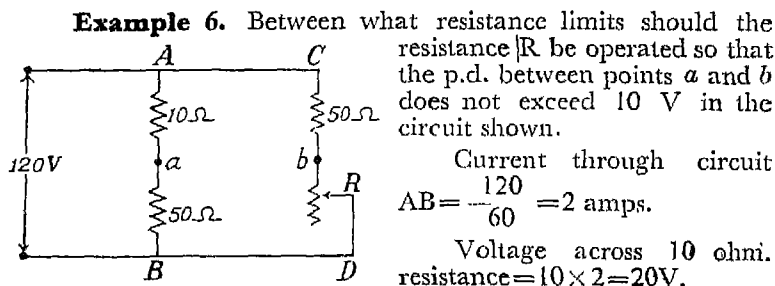 Example 6. Between what resistance limits should the
resistance |R be operated so that
the p.d. between points a and b
does not exceed 10 V in the
circuit shown.
Current through circuit
AB=-120/60 =2 amps.
Voltage across 10 ohni.
resistance=10×2=20V.
A
C
10Ω
50Ω
120V
a
b
R
50Ω
B
D